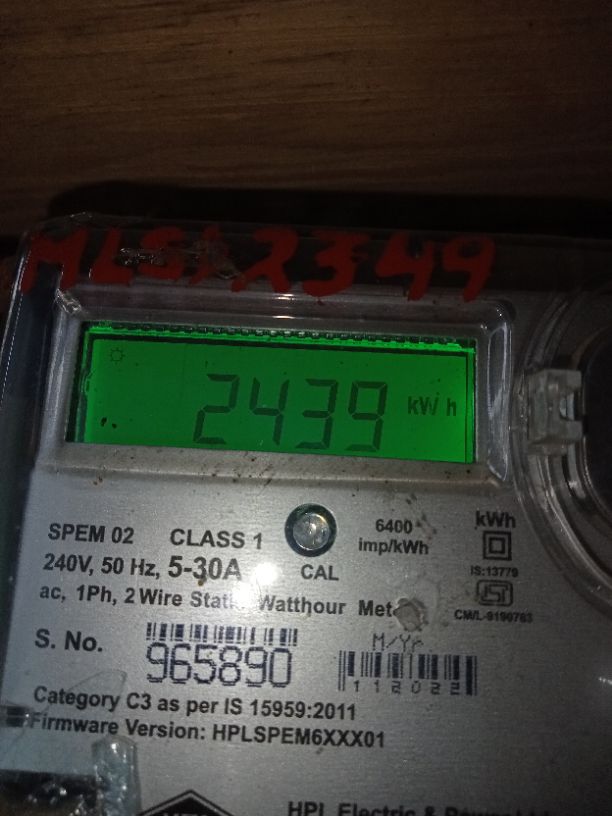 MLSI2349
2439 kWh
SPEM 02 CLASS 1 6400 imp/kWh kWh
240V, 50 Hz, 5-30A CAL IS:13779
ac, 1Ph, 2 Wire Static Watthour Meter CM/L-9190783
S. No. 965890 M/Yr 112022
Category C3 as per IS 15959:2011
Firmware Version: HPLSPEM6XXX01
HPL Electric & Power